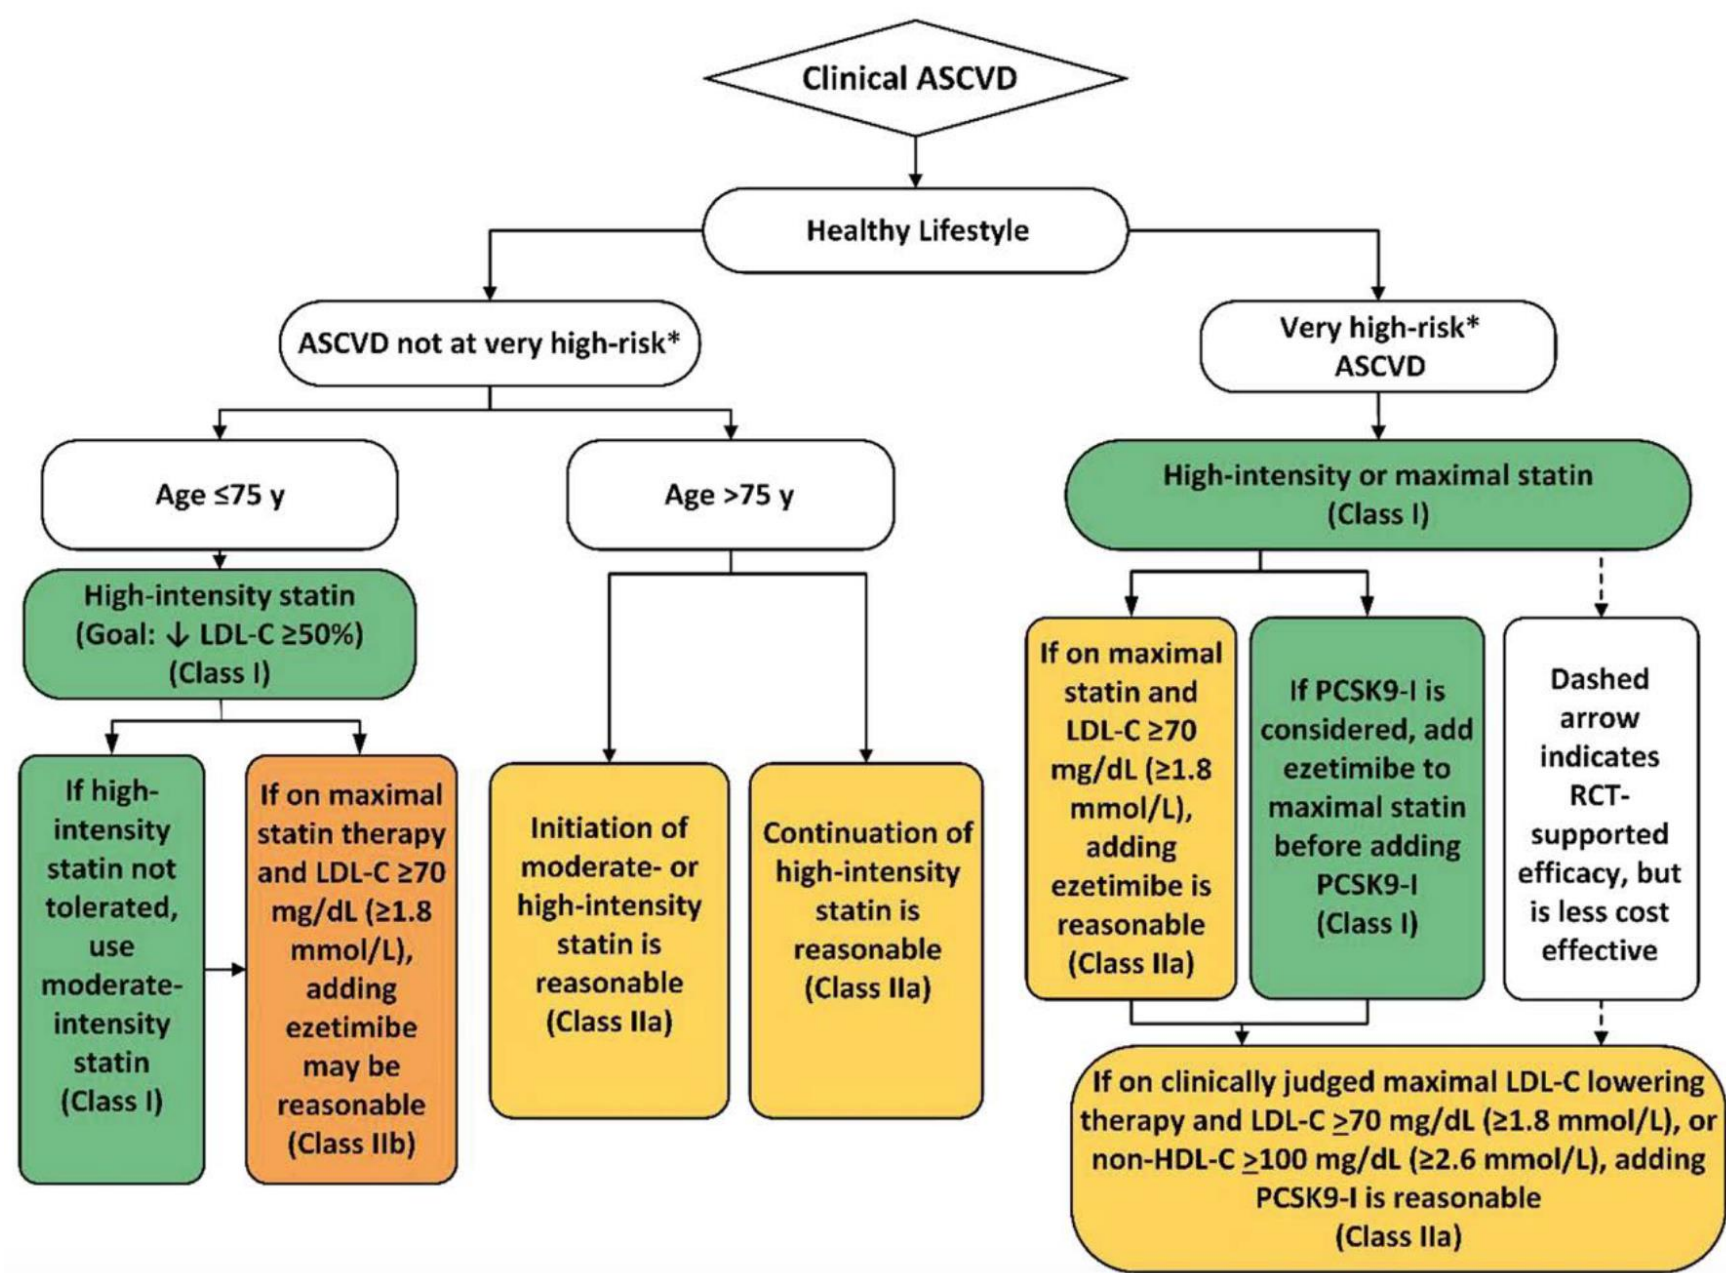 Clinical ASCVD
Healthy Lifestyle
ASCVD not at very high-risk*
Very high-risk*
ASCVD
Age ≤75 y
Age >75 y
High-intensity or maximal statin
(Class I)
High-intensity statin
(Goal: ↓ LDL-C ≥50%)
(Class I)
If high-
intensity
statin not
tolerated,
use
moderate-
intensity
statin
(Class I)
If on maximal
statin therapy
and LDL-C ≥70
mg/dL (≥1.8
mmol/L),
adding
ezetimibe
may be
reasonable
(Class IIb)
Initiation of
moderate- or
high-intensity
statin is
reasonable
(Class IIa)
Continuation of
high-intensity
statin is
reasonable
(Class IIa)
If on maximal
statin and
LDL-C ≥70
mg/dL (≥1.8
mmol/L),
adding
ezetimibe is
reasonable
(Class IIa)
If PCSK9-I is
considered, add
ezetimibe to
maximal statin
before adding
PCSK9-I
(Class I)
Dashed
arrow
indicates
RCT-
supported
efficacy, but
is less cost
effective
If on clinically judged maximal LDL-C lowering
therapy and LDL-C ≥70 mg/dL (≥1.8 mmol/L), or
non-HDL-C ≥100 mg/dL (≥2.6 mmol/L), adding
PCSK9-I is reasonable
(Class IIa)